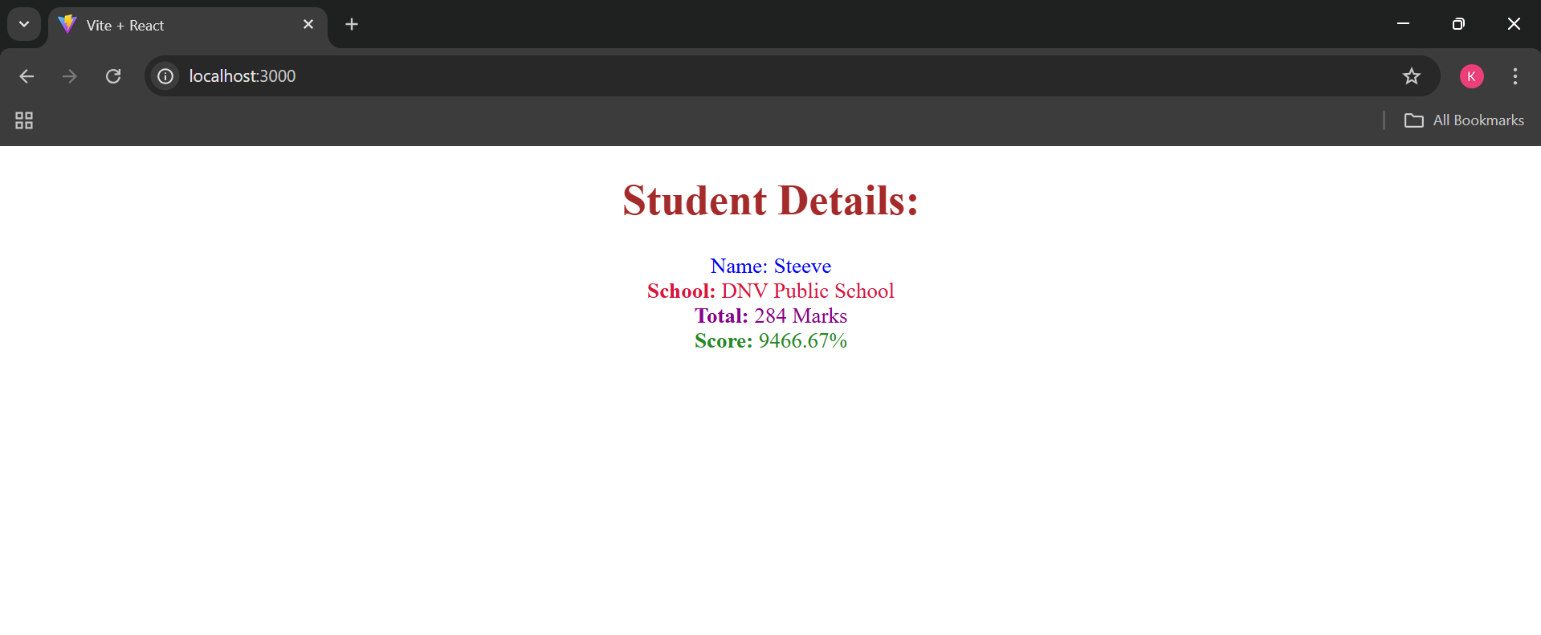 Vite + React
localhost:3000
K
All Bookmarks
Student Details:
Name: Steeve
School: DNV Public School
Total: 284 Marks
Score: 9466.67%